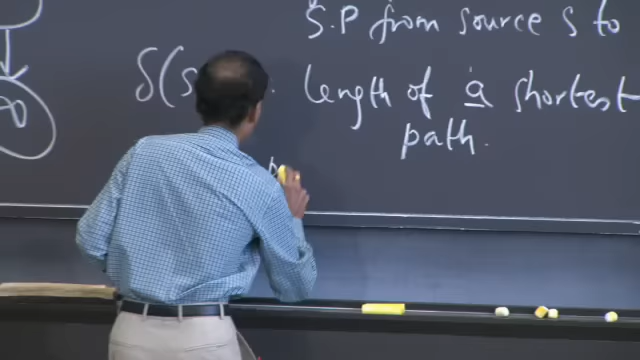 S.P from source s to
δ(s length of a shortest
path.